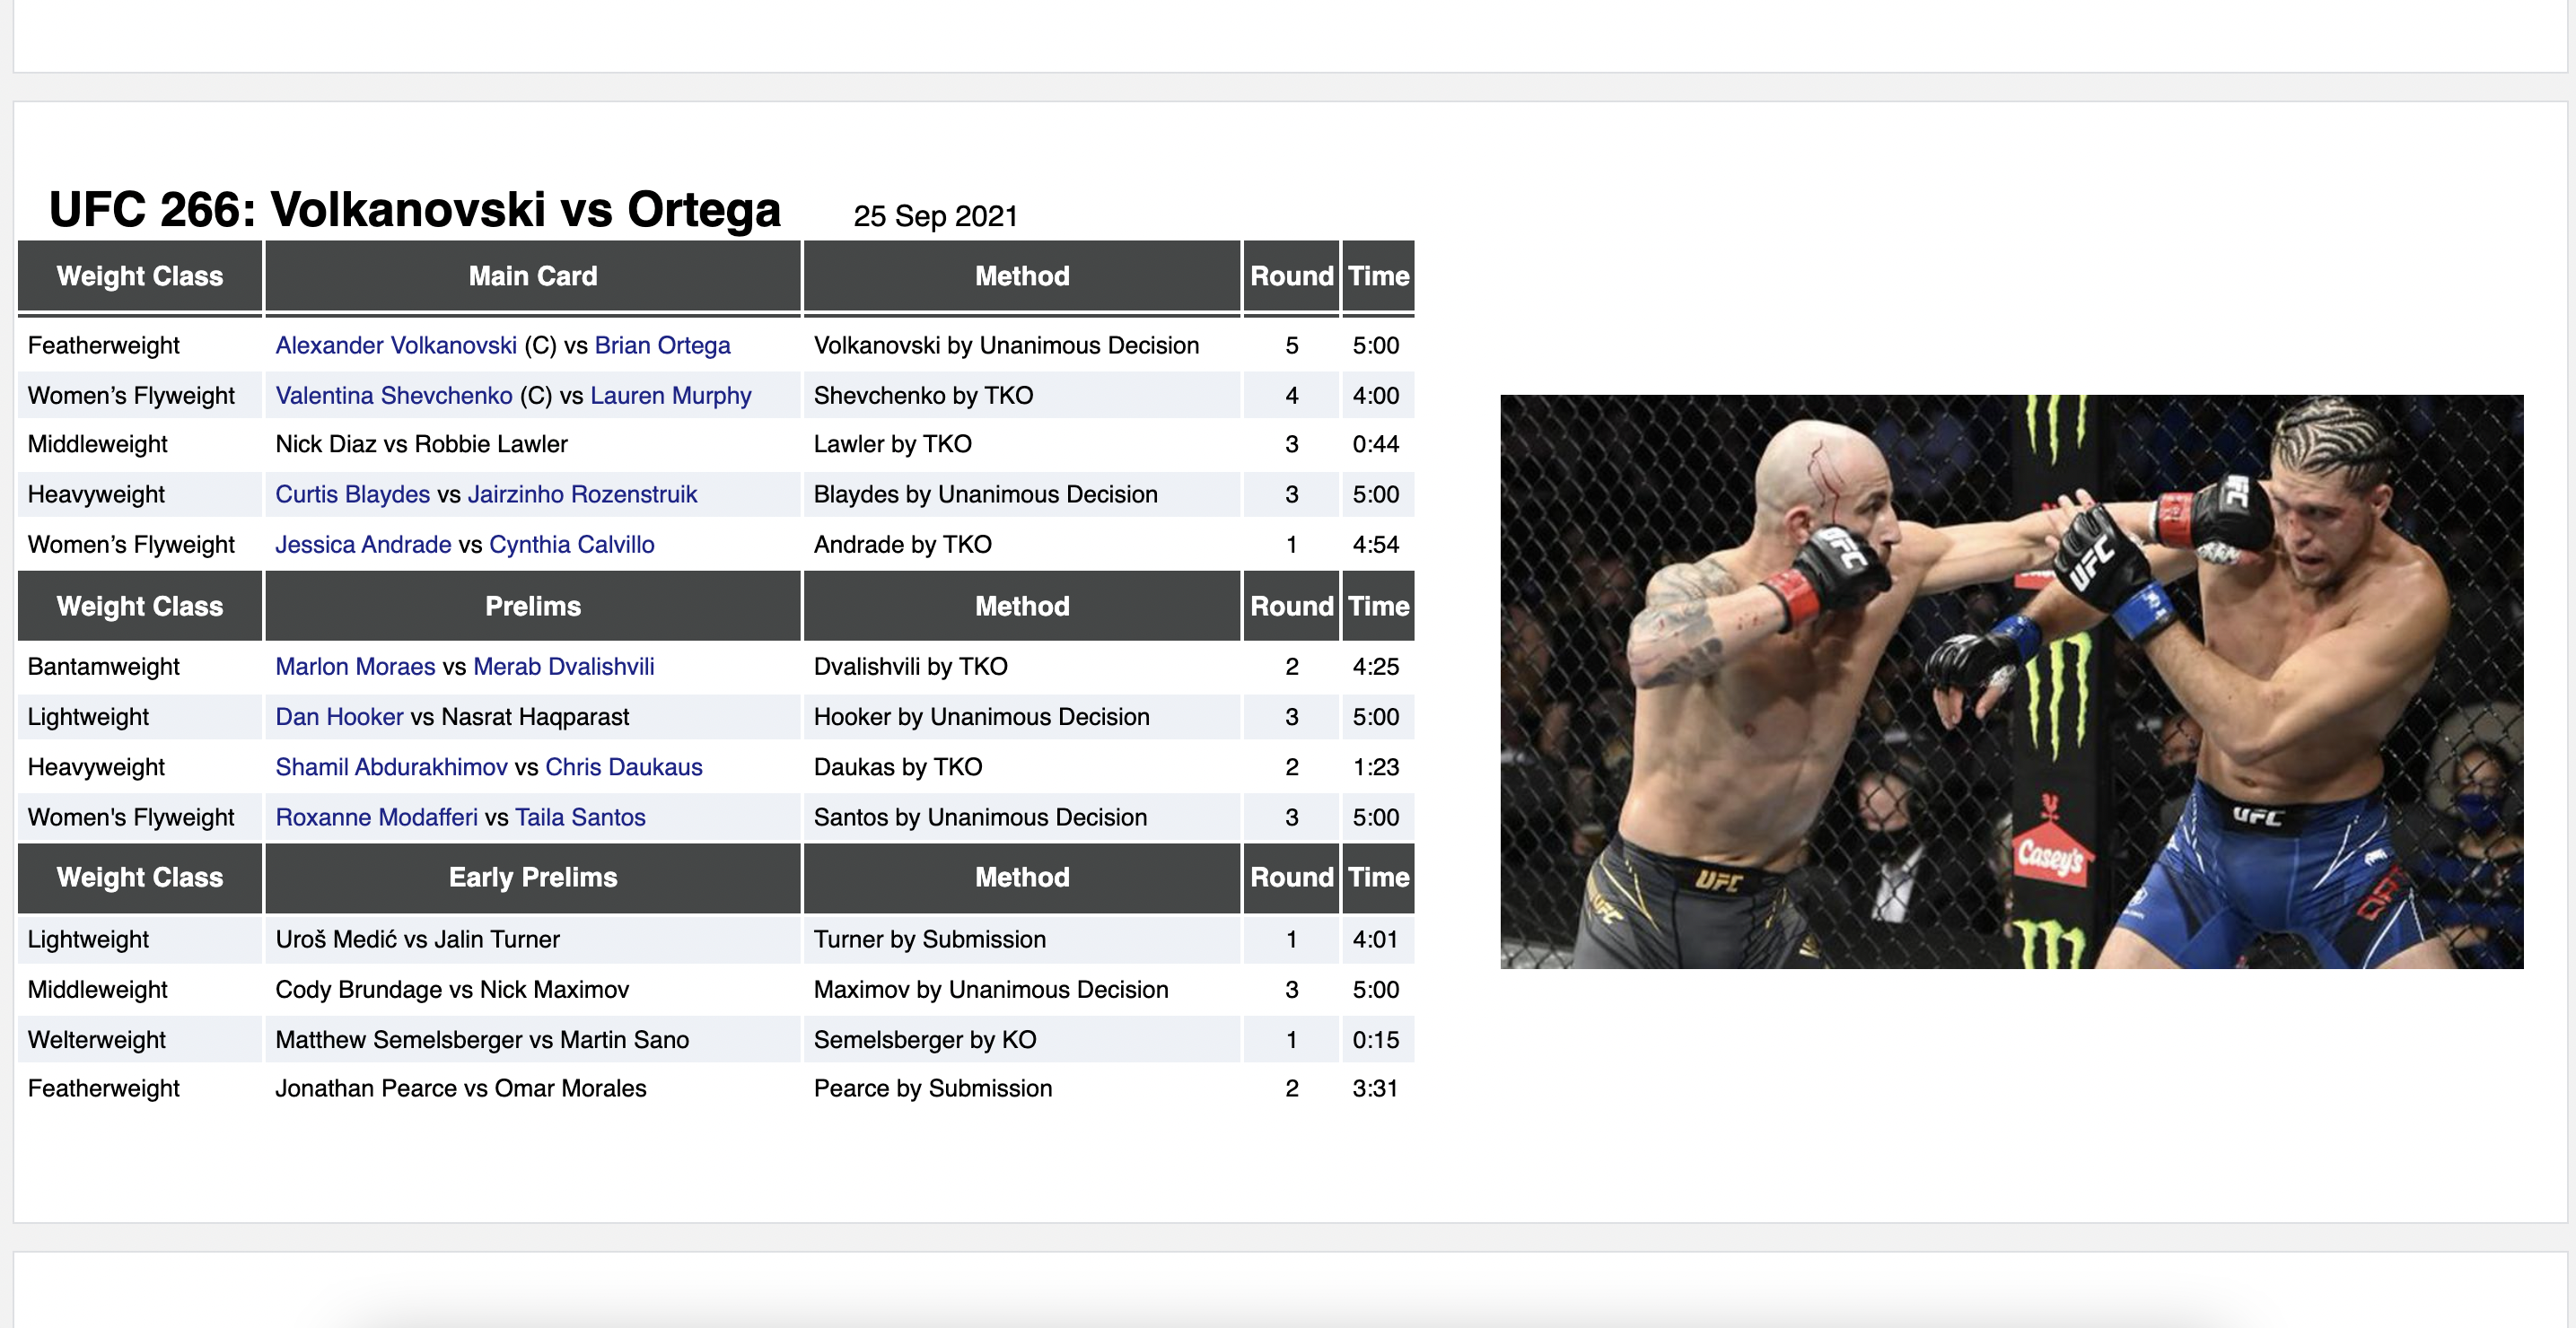 UFC 266: Volkanovski vs Ortega 25 Sep 2021
Weight Class Main Card Method Round Time
Featherweight Alexander Volkanovski (C) vs Brian Ortega Volkanovski by Unanimous Decision 5 5:00
Women’s Flyweight Valentina Shevchenko (C) vs Lauren Murphy Shevchenko by TKO 4 4:00
Middleweight Nick Diaz vs Robbie Lawler Lawler by TKO 3 0:44
Heavyweight Curtis Blaydes vs Jairzinho Rozenstruik Blaydes by Unanimous Decision 3 5:00
Women’s Flyweight Jessica Andrade vs Cynthia Calvillo Andrade by TKO 1 4:54
Weight Class Prelims Method Round Time
Bantamweight Marlon Moraes vs Merab Dvalishvili Dvalishvili by TKO 2 4:25
Lightweight Dan Hooker vs Nasrat Haqparast Hooker by Unanimous Decision 3 5:00
Heavyweight Shamil Abdurakhimov vs Chris Daukaus Daukas by TKO 2 1:23
Women's Flyweight Roxanne Modafferi vs Taila Santos Santos by Unanimous Decision 3 5:00
Weight Class Early Prelims Method Round Time
Lightweight Uroš Medić vs Jalin Turner Turner by Submission 1 4:01
Middleweight Cody Brundage vs Nick Maximov Maximov by Unanimous Decision 3 5:00
Welterweight Matthew Semelsberger vs Martin Sano Semelsberger by KO 1 0:15
Featherweight Jonathan Pearce vs Omar Morales Pearce by Submission 2 3:31
UFC
UFC
UFC
UFC
Casey's
UFC
UFC